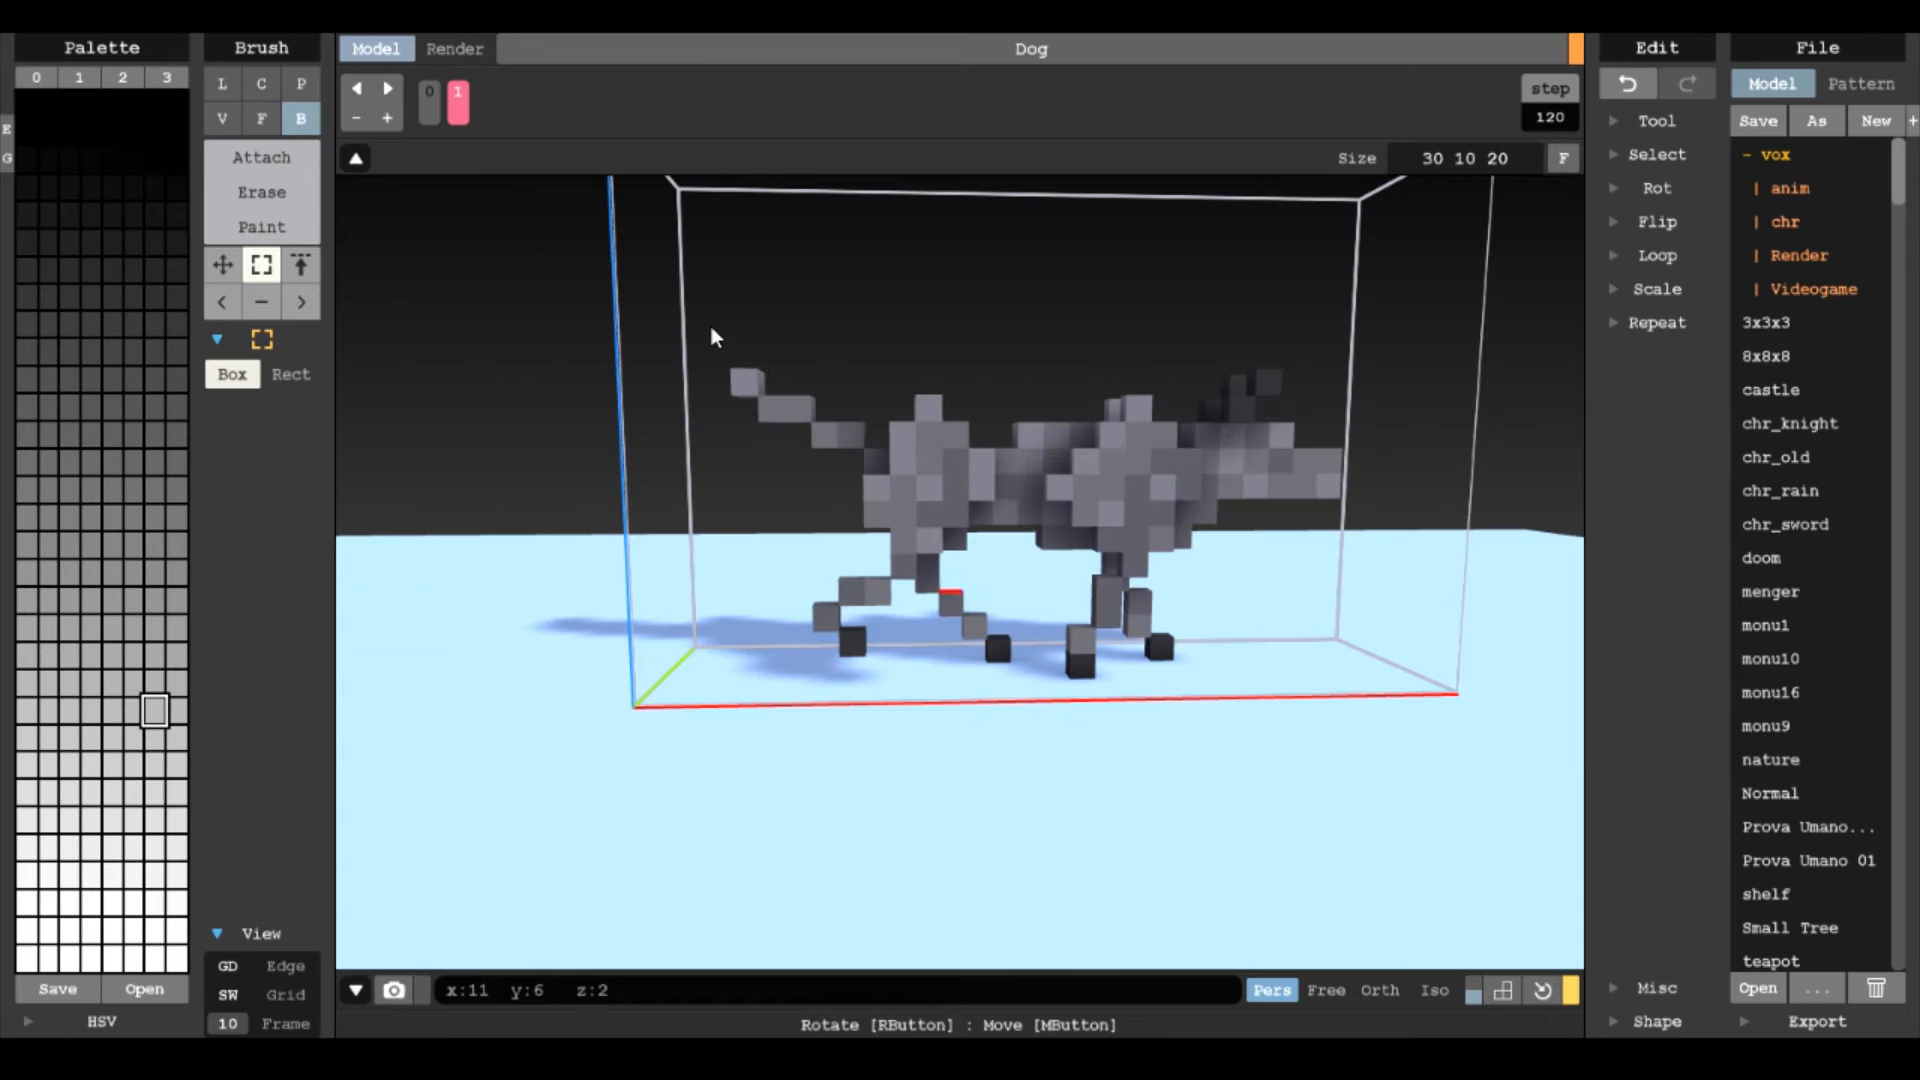 Palette
0 1 2 3
E
G
Save Open
HSV
Brush
L C P
V F B
Attach
Erase
Paint
< - >
Box Rect
View
GD Edge
SW Grid
10 Frame
Model Render Dog
0 1
- +
step
120
Size 30 10 20 F
x:11 y:6 z:2
Pers Free Orth Iso
Rotate [RButton] : Move [MButton]
Edit
Tool
Select
Rot
Flip
Loop
Scale
Repeat
Misc
Shape
File
Model Pattern
Save As New +
- vox
| anim
| chr
| Render
| Videogame
3x3x3
8x8x8
castle
chr_knight
chr_old
chr_rain
chr_sword
doom
menger
monu1
monu10
monu16
monu9
nature
Normal
Prova Umano...
Prova Umano 01
shelf
Small Tree
teapot
Open ...
Export